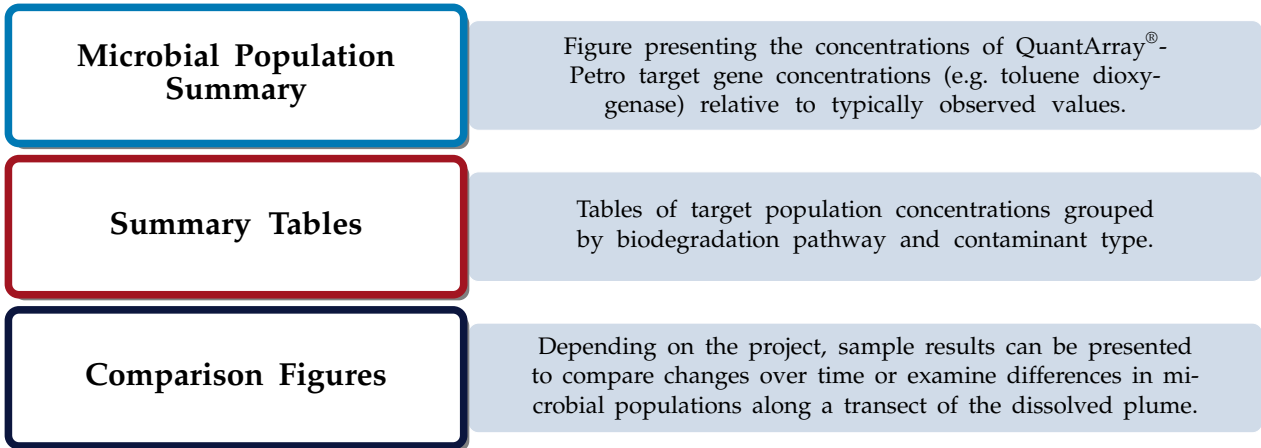 Microbial Population
Summary
Figure presenting the concentrations of QuantArray®-
Petro target gene concentrations (e.g. toluene dioxy-
genase) relative to typically observed values.
Summary Tables
Tables of target population concentrations grouped
by biodegradation pathway and contaminant type.
Comparison Figures
Depending on the project, sample results can be presented
to compare changes over time or examine differences in mi-
crobial populations along a transect of the dissolved plume.